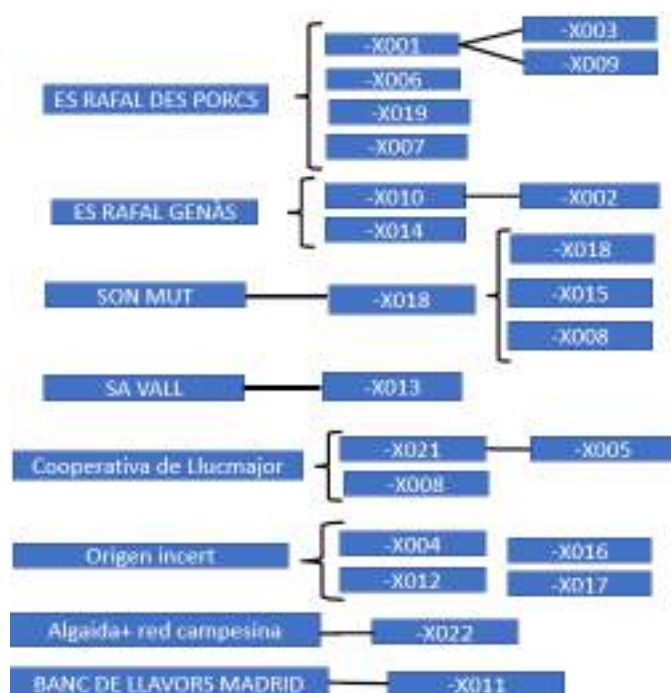 -X003
-X001
-X009
-X006
ES RAFAL DES PORCS
-X019
-X007
-X010
-X002
ES RAFAL GENÀS
-X014
-X018
SON MUT
-X018
-X015
-X008
SA VALL
-X013
-X021
-X005
Cooperativa de Llucmajor
-X008
-X004
-X016
Origen incert
-X012
-X017
Algaida+ red campesina
-X022
BANC DE LLAVORS MADRID
-X011